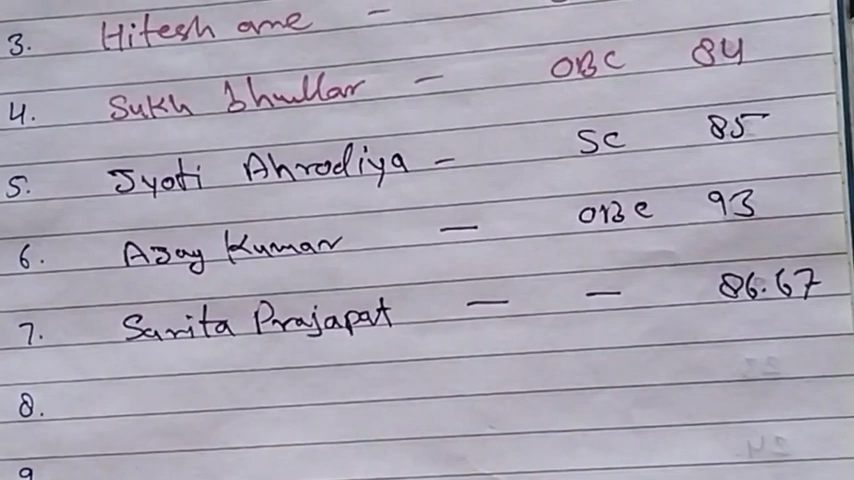 3. Hitesh ame -
4. Sukh Bhullar - OBC 84
5. Jyoti Ahrodiya - SC 85
6. Ajay Kumar - OBC 93
7. Sarita Prajapat - - 86.67
8.
9